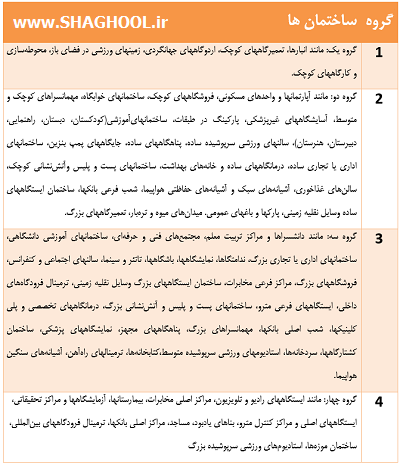 گروه ساختمان ها
www.SHAGHOOL.ir
1
گروه یک: مانند انبارها، تعمیرگاههای کوچک، اردوگاههای جهانگردی، زمینهای ورزشی در فضای باز، محوطه‌سازی
و کارگاههای کوچک.
2
گروه دو: مانند آپارتمانها و واحدهای مسکونی، فروشگاههای کوچک، ساختمانهای خوابگاه، مهمانسراهای کوچک و
متوسط، آسایشگاههای غیرپزشکی، پارکینگ در طبقات، ساختمانهای‌آموزشی(کودکستان، دبستان، راهنمایی،
دبیرستان، هنرستان)، سالنهای ورزشی سرپوشیده ساده، پناهگاههای ساده، جایگاههای پمپ بنزین، ساختمانهای
اداری یا تجاری ساده، درمانگاههای ساده و خانه‌های بهداشت، ساختمانهای پست و پلیس وآتش‌نشانی کوچک،
سالن‌های غذاخوری، آشیانه‌های سبک و آشیانه‌های حفاظتی هواپیما، شعب فرعی بانکها، ساختمان ایستگاههای
ساده وسایل نقلیه زمینی، پارکها و باغهای عمومی، میدان‌های میوه و تره‌بار، تعمیرگاههای بزرگ.
3
گروه سه: مانند دانشسراها و مراکز تربیت معلم، مجتمع‌های فنی و حرفه‌ای، ساختمانهای آموزشی دانشگاهی،
ساختمانهای اداری یا تجاری بزرگ، ندامتگاها، نمایشگاهها، باشگاهها، تئاتر و سینما، سالنهای اجتماعی و کنفرانس،
فروشگاههای بزرگ، مراکز فرعی مخابرات، ساختمان ایستگاههای بزرگ وسایل نقلیه زمینی، ترمینال فرودگاه‌های
داخلی، ایستگاههای فرعی مترو، ساختمانهای پست و پلیس و آتش‌نشانی بزرگ، درمانگاههای تخصصی و پلی
کلینیکها، شعب اصلی بانکها، مهمانسراهای بزرگ، پناهگاههای مجهز، نمایشگاههای پزشکی، ساختمان
کشتارگاهها، سردخانه‌ها، استادیومهای ورزشی سرپوشیده متوسط،کتابخانه‌ها، ترمینالهای راه‌آهن، آشیانه‌های سنگین
هواپیما.
4
گروه چهار: مانند ایستگاههای رادیو و تلویزیون، مراکز اصلی مخابرات، بیمارستانها، آزمایشگاهها و مراکز تحقیقاتی،
ایستگاههای اصلی و مراکز کنترل مترو، بناهای یادبود، مساجد، مراکز اصلی بانکها، ترمینال فرودگاههای بین‌المللی،
ساختمان موزه‌ها، استادیوم‌های ورزشی سرپوشیده بزرگ